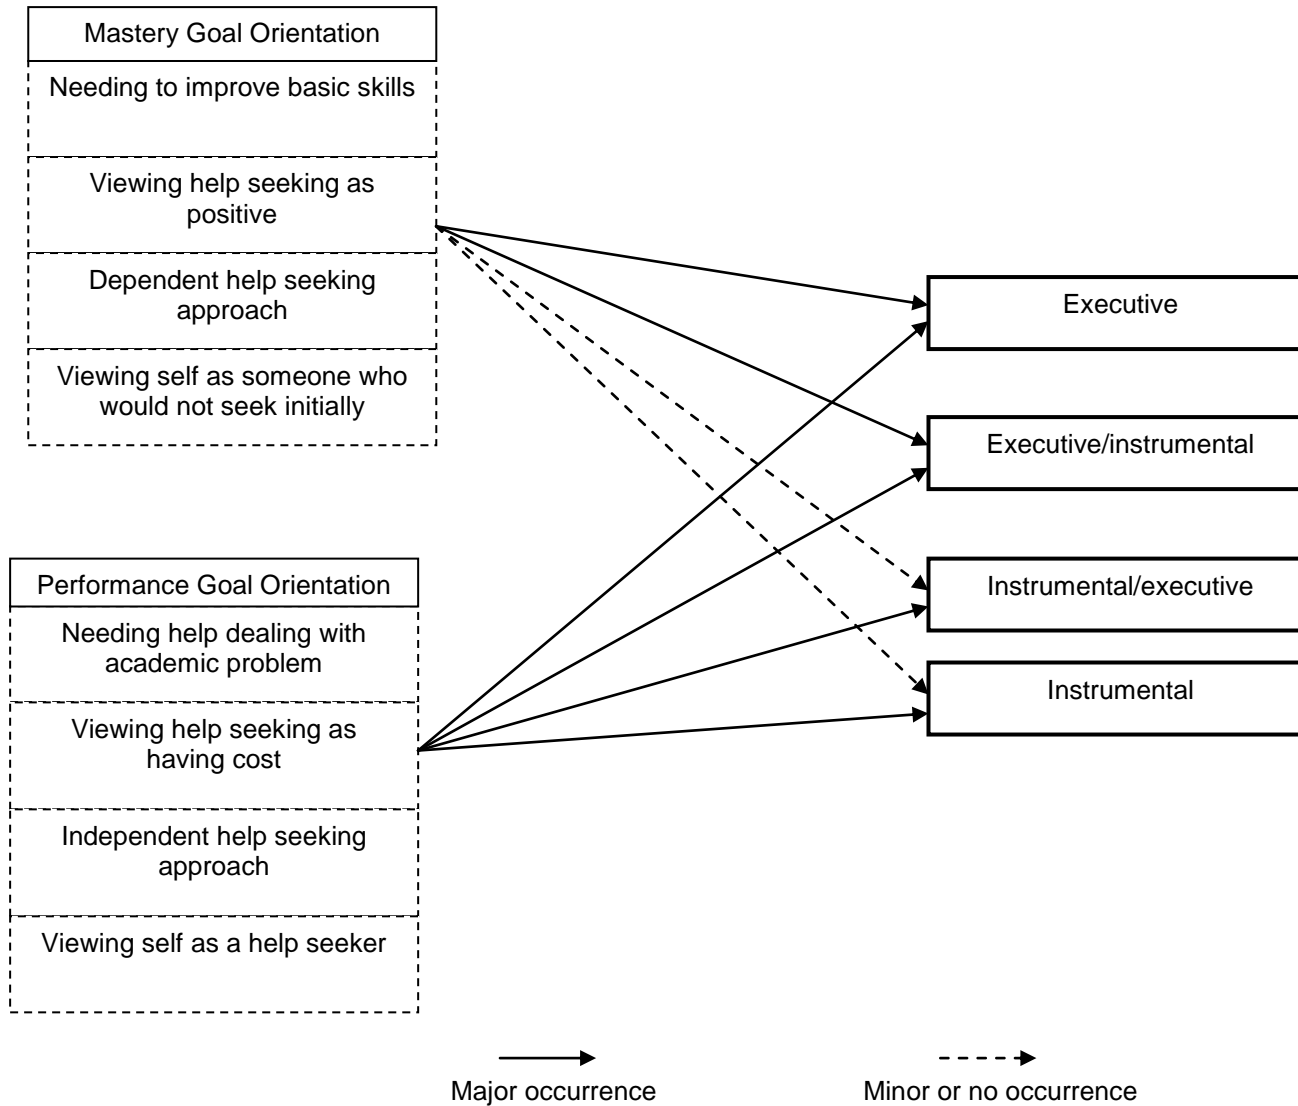 Mastery Goal Orientation
Needing to improve basic skills
Viewing help seeking as
positive
Dependent help seeking
approach
Viewing self as someone who
would not seek initially
Executive
Executive/instrumental
Instrumental/executive
Instrumental
Performance Goal Orientation
Needing help dealing with
academic problem
Viewing help seeking as
having cost
Independent help seeking
approach
Viewing self as a help seeker
Major occurrence
Minor or no occurrence